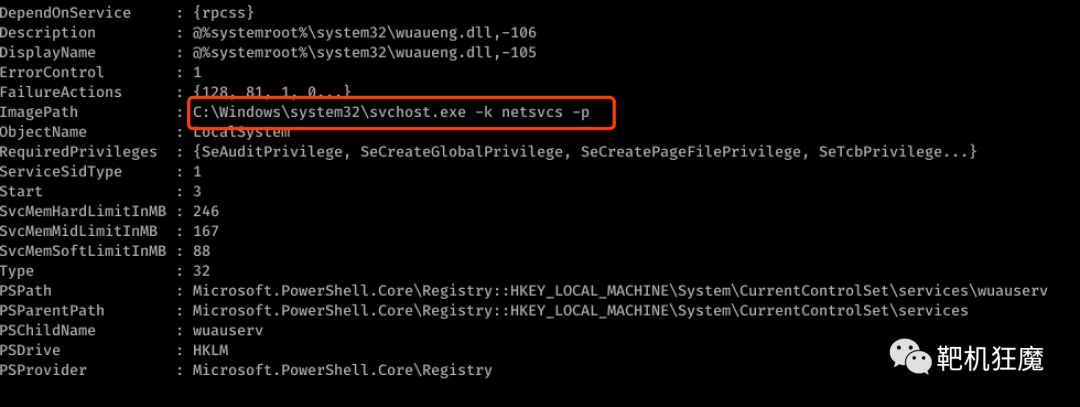 DependOnService     : {rpcss}
Description         : @%systemroot%\system32\wuaueng.dll,-106
DisplayName         : @%systemroot%\system32\wuaueng.dll,-105
ErrorControl        : 1
FailureActions      : {128, 81, 1, 0...}
ImagePath           : C:\Windows\system32\svchost.exe -k netsvcs -p
ObjectName          : LocalSystem
RequiredPrivileges  : {SeAuditPrivilege, SeCreateGlobalPrivilege, SeCreatePageFilePrivilege, SeTcbPrivilege...}
ServiceSidType      : 1
Start               : 3
SvcMemHardLimitInMB : 246
SvcMemMidLimitInMB  : 167
SvcMemSoftLimitInMB : 88
Type                : 32
PSPath              : Microsoft.PowerShell.Core\Registry::HKEY_LOCAL_MACHINE\System\CurrentControlSet\services\wuauserv
PSParentPath        : Microsoft.PowerShell.Core\Registry::HKEY_LOCAL_MACHINE\System\CurrentControlSet\services
PSChildName         : wuauserv
PSDrive             : HKLM
PSProvider          : Microsoft.PowerShell.Core\Registry
靶机狂魔